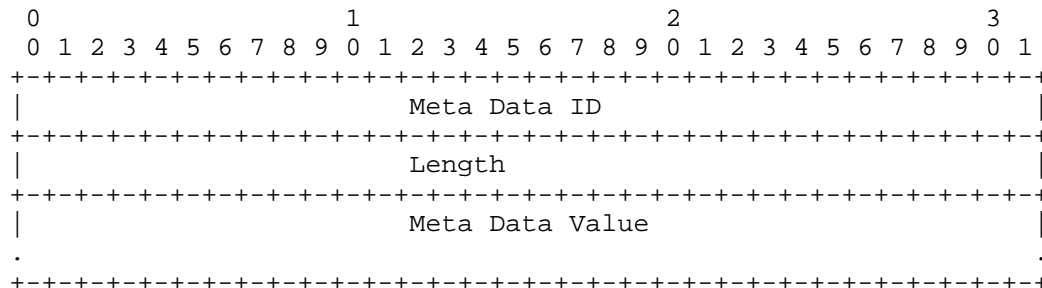 0                   1                   2                   3
 0 1 2 3 4 5 6 7 8 9 0 1 2 3 4 5 6 7 8 9 0 1 2 3 4 5 6 7 8 9 0 1
+-+-+-+-+-+-+-+-+-+-+-+-+-+-+-+-+-+-+-+-+-+-+-+-+-+-+-+-+-+-+-+-+
|                        Meta Data ID                           |
+-+-+-+-+-+-+-+-+-+-+-+-+-+-+-+-+-+-+-+-+-+-+-+-+-+-+-+-+-+-+-+-+
|                        Length                                 |
+-+-+-+-+-+-+-+-+-+-+-+-+-+-+-+-+-+-+-+-+-+-+-+-+-+-+-+-+-+-+-+-+
|                        Meta Data Value                        |
.                                                               .
+-+-+-+-+-+-+-+-+-+-+-+-+-+-+-+-+-+-+-+-+-+-+-+-+-+-+-+-+-+-+-+-+